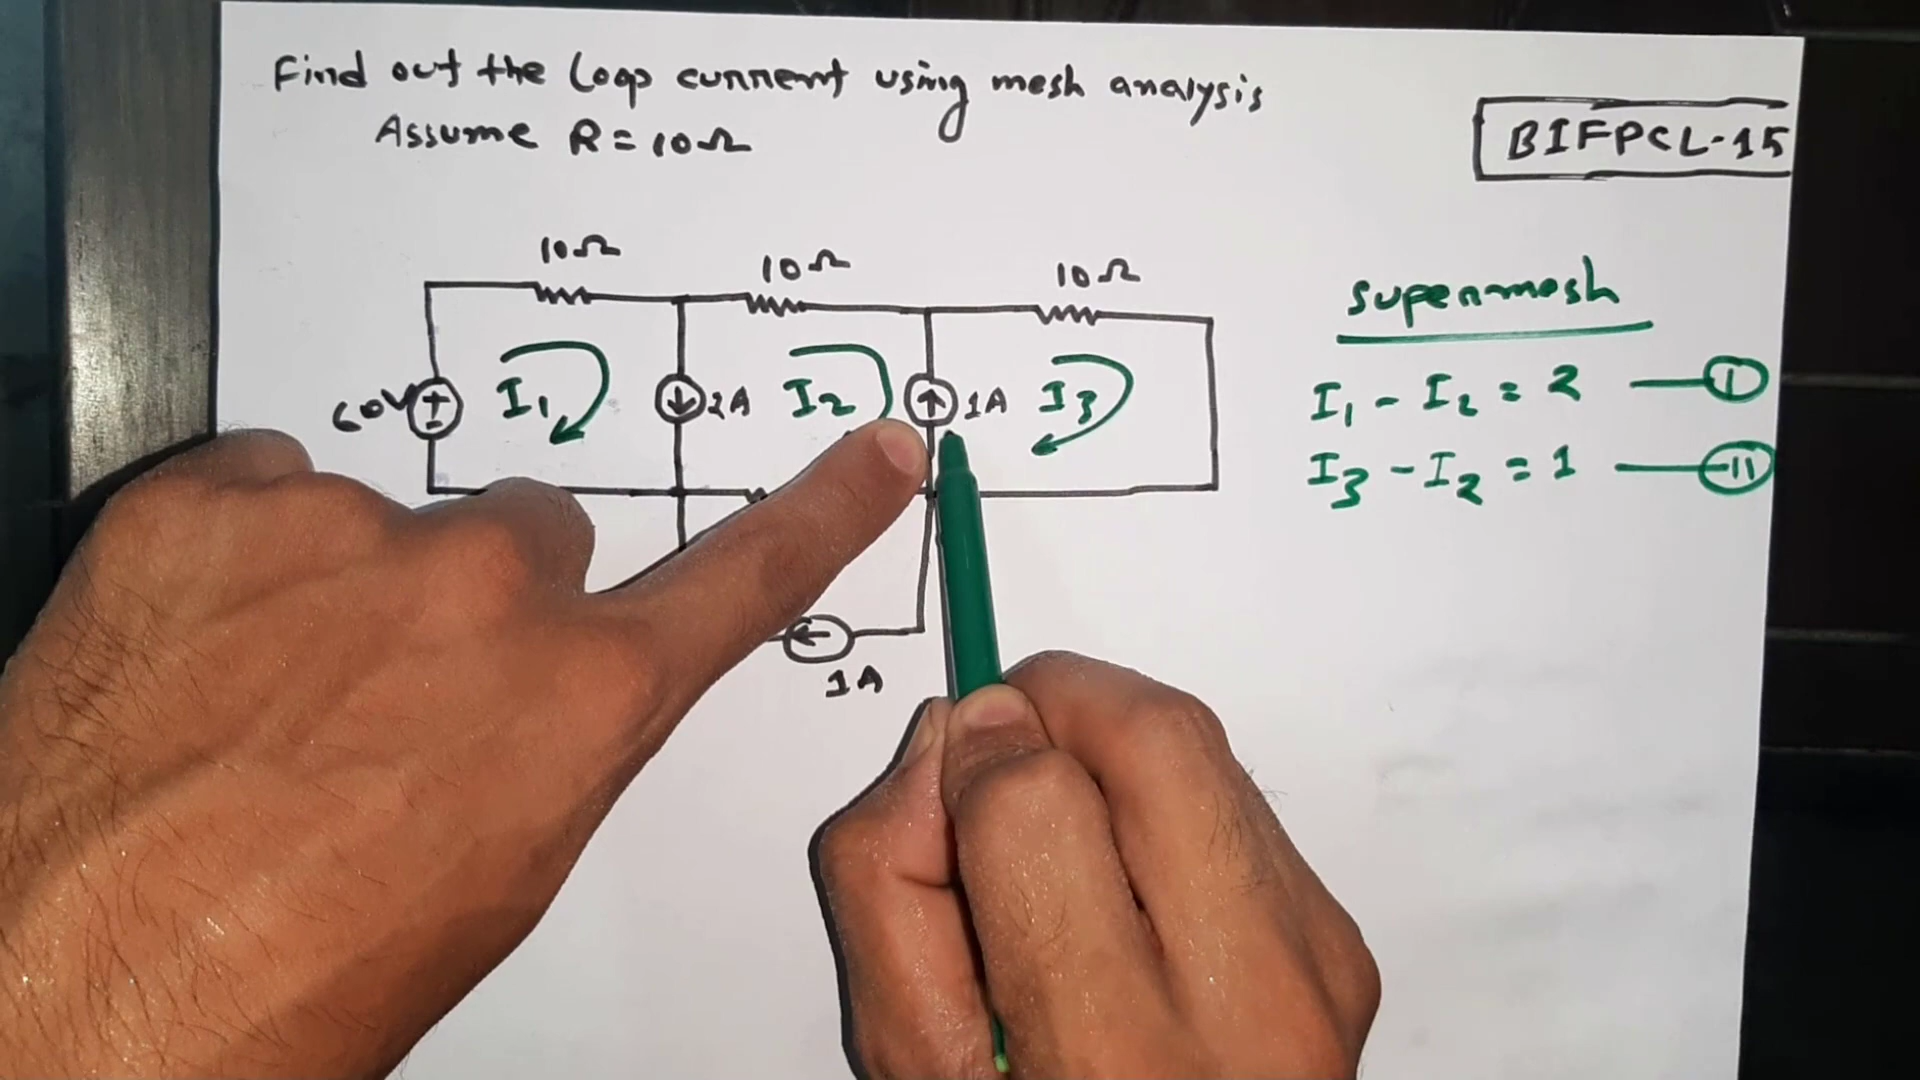 Find out the loop current using mesh analysis
Assume R = 10Ω
BIFPCL-15
10Ω
10Ω
10Ω
60V
I₁
2A
I₂
1A
I₃
1A
supermesh
I₁ - I₂ = 2 — I
I₃ - I₂ = 1 — II